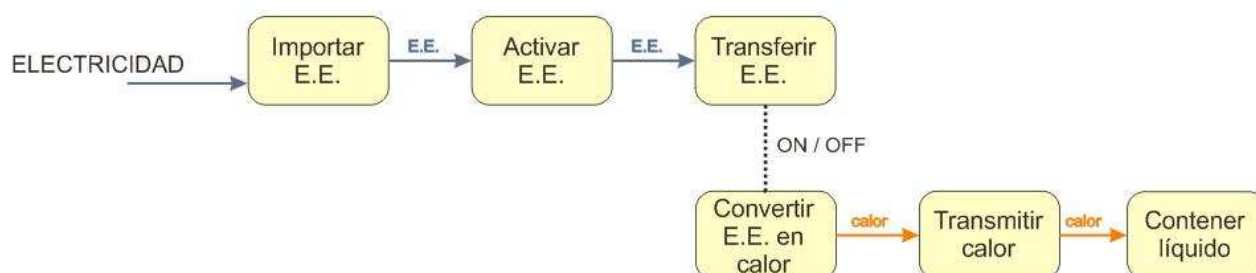 ELECTRICIDAD
Importar
E.E.
E.E.
Activar
E.E.
E.E.
Transferir
E.E.
ON / OFF
Convertir
E.E. en
calor
calor
Transmitir
calor
calor
Contener
líquido